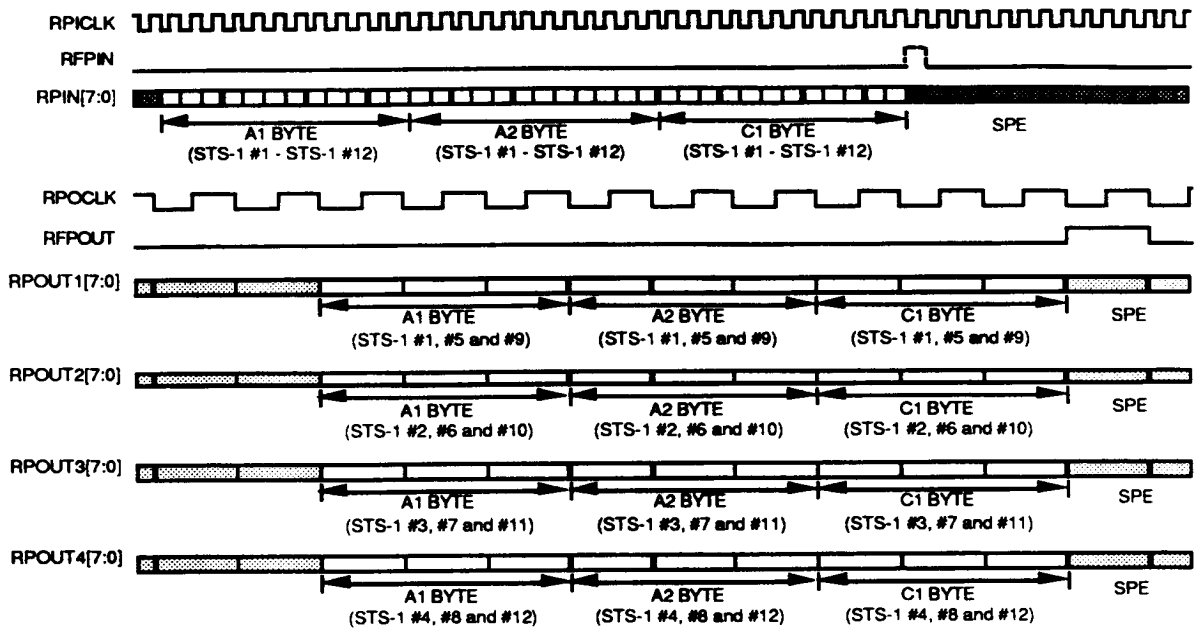 RPICLK
RFPIN
RPIN[7:0]
A1 BYTE
(STS-1 #1 - STS-1 #12)
A2 BYTE
(STS-1 #1 - STS-1 #12)
C1 BYTE
(STS-1 #1 - STS-1 #12)
SPE
RPOCLK
RFPOUT
RPOUT1[7:0]
A1 BYTE
(STS-1 #1, #5 and #9)
A2 BYTE
(STS-1 #1, #5 and #9)
C1 BYTE
(STS-1 #1, #5 and #9)
SPE
RPOUT2[7:0]
A1 BYTE
(STS-1 #2, #6 and #10)
A2 BYTE
(STS-1 #2, #6 and #10)
C1 BYTE
(STS-1 #2, #6 and #10)
SPE
RPOUT3[7:0]
A1 BYTE
(STS-1 #3, #7 and #11)
A2 BYTE
(STS-1 #3, #7 and #11)
C1 BYTE
(STS-1 #3, #7 and #11)
SPE
RPOUT4[7:0]
A1 BYTE
(STS-1 #4, #8 and #12)
A2 BYTE
(STS-1 #4, #8 and #12)
C1 BYTE
(STS-1 #4, #8 and #12)
SPE